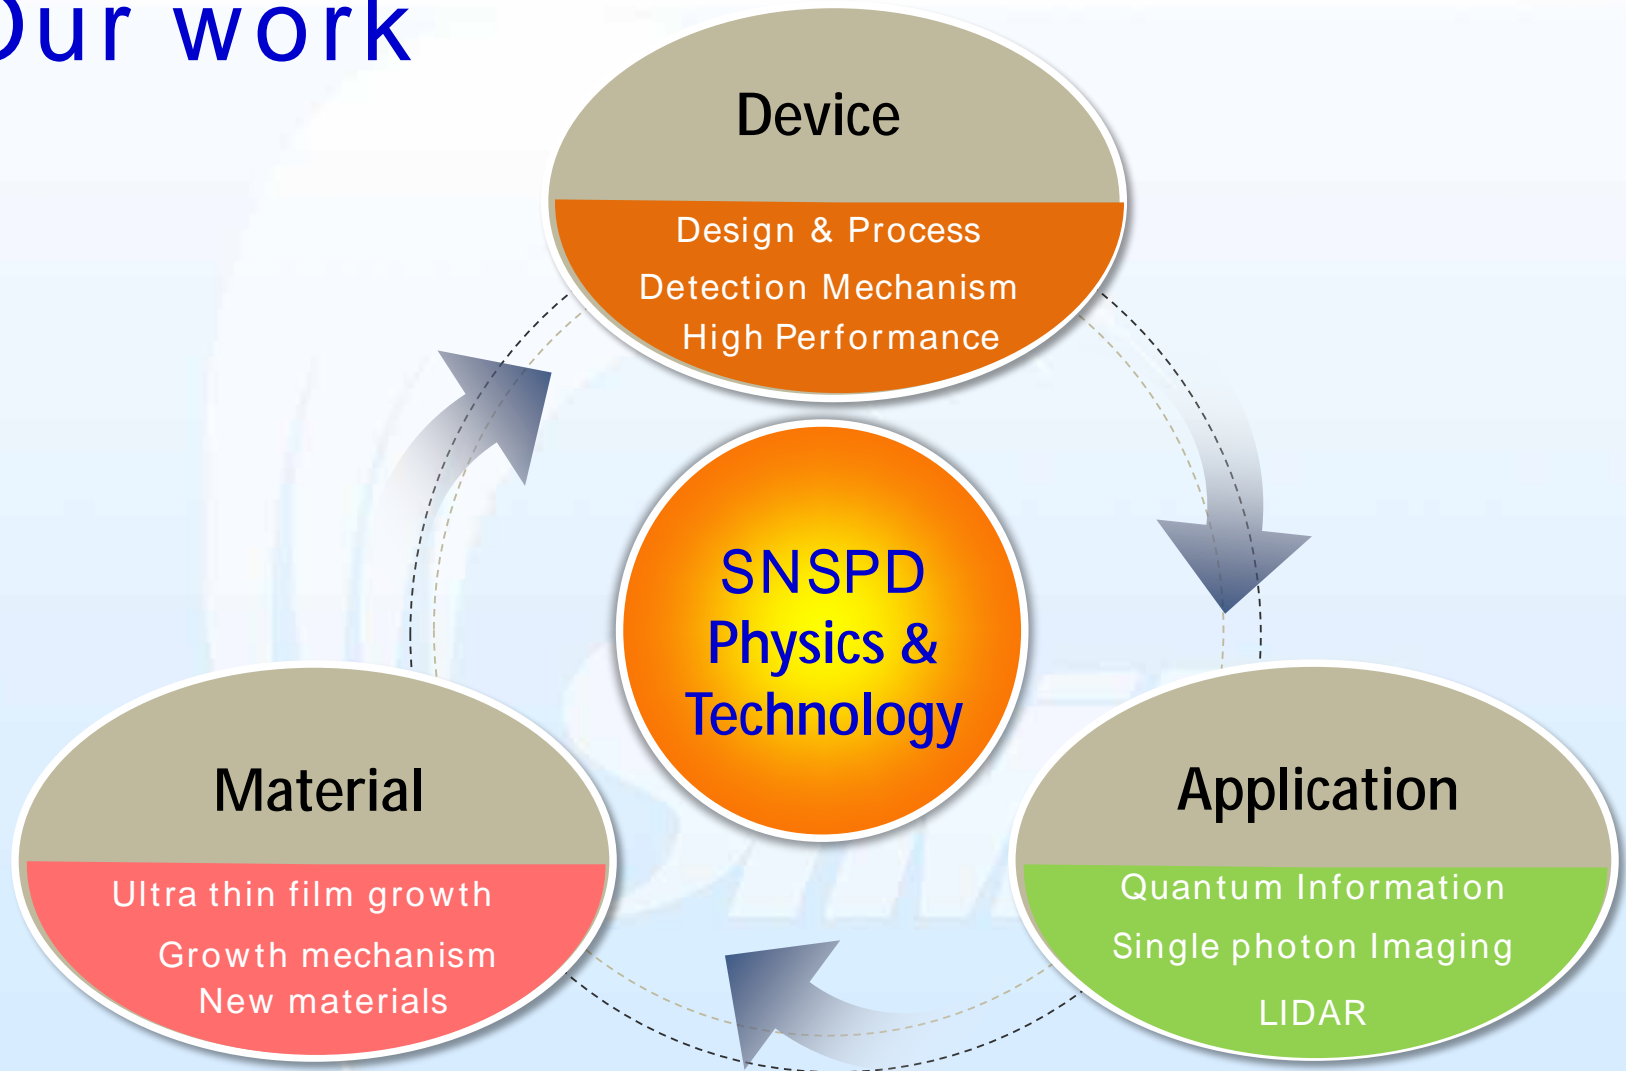 Our work
Device
Design & Process
Detection Mechanism
High Performance
SNSPD
Physics &
Technology
Material
Ultra thin film growth
Growth mechanism
New materials
Application
Quantum Information
Single photon Imaging
LIDAR